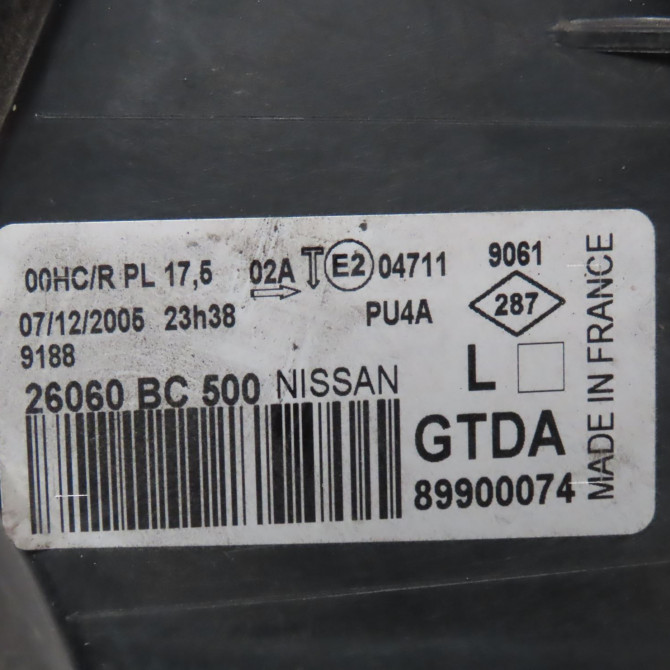 00HC/R PL 17,5 02A E2 04711 9061
07/12/2005 23h38 PU4A 287
9188
26060 BC 500 NISSAN L
GTDA
89900074
MADE IN FRANCE